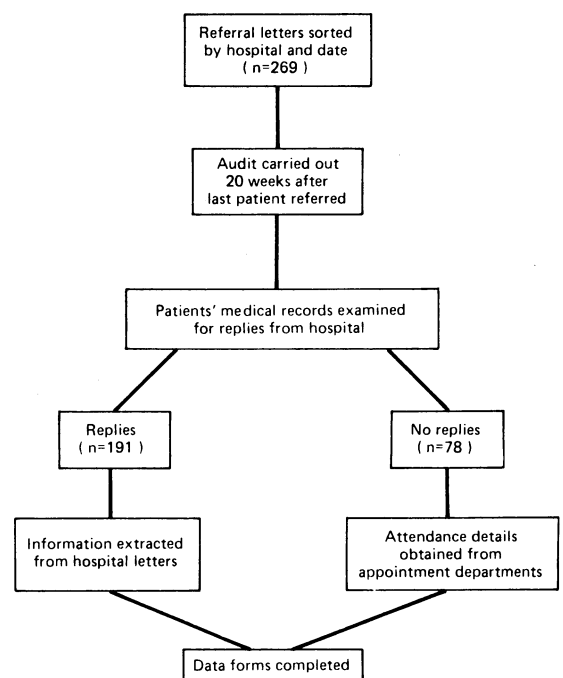 Referral letters sorted
by hospital and date
( n=269 )
Audit carried out
20 weeks after
last patient referred
Patients' medical records examined
for replies from hospital
Replies
( n=191 )
No replies
( n=78 )
Information extracted
from hospital letters
Attendance details
obtained from
appointment departments
Data forms completed